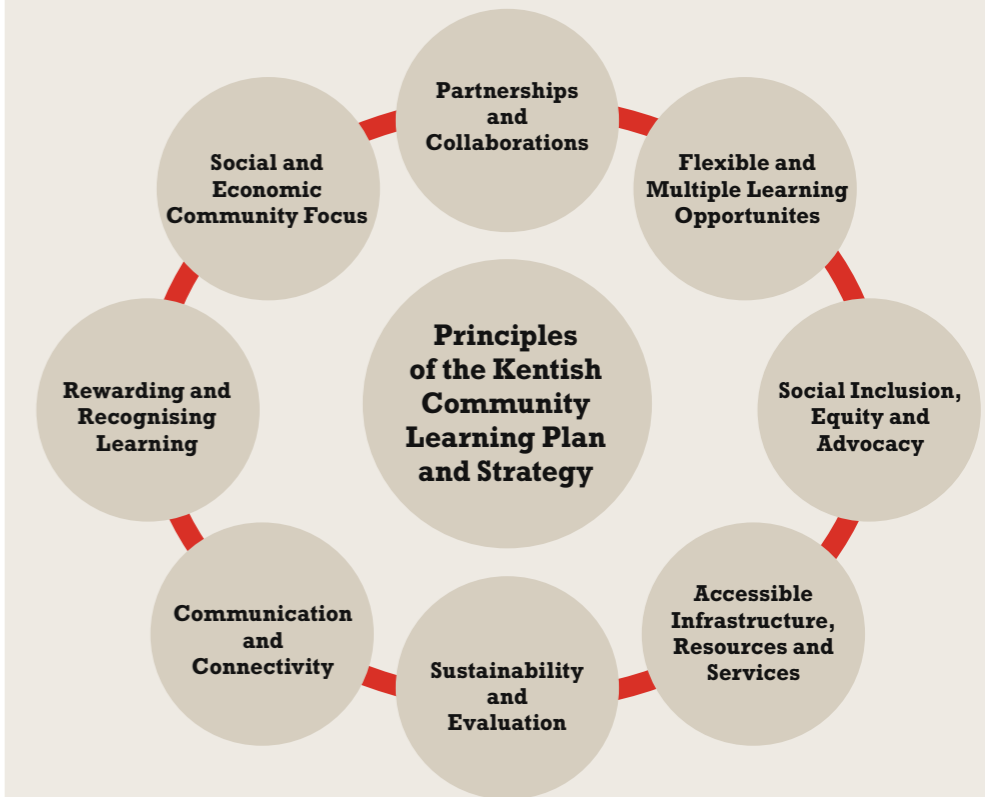 Partnerships
and
Collaborations
Social and
Economic
Community Focus
Flexible and
Multiple Learning
Opportunites
Principles
of the Kentish
Community
Learning Plan
and Strategy
Rewarding and
Recognising
Learning
Social Inclusion,
Equity and
Advocacy
Communication
and
Connectivity
Accessible
Infrastructure,
Resources and
Services
Sustainability
and
Evaluation